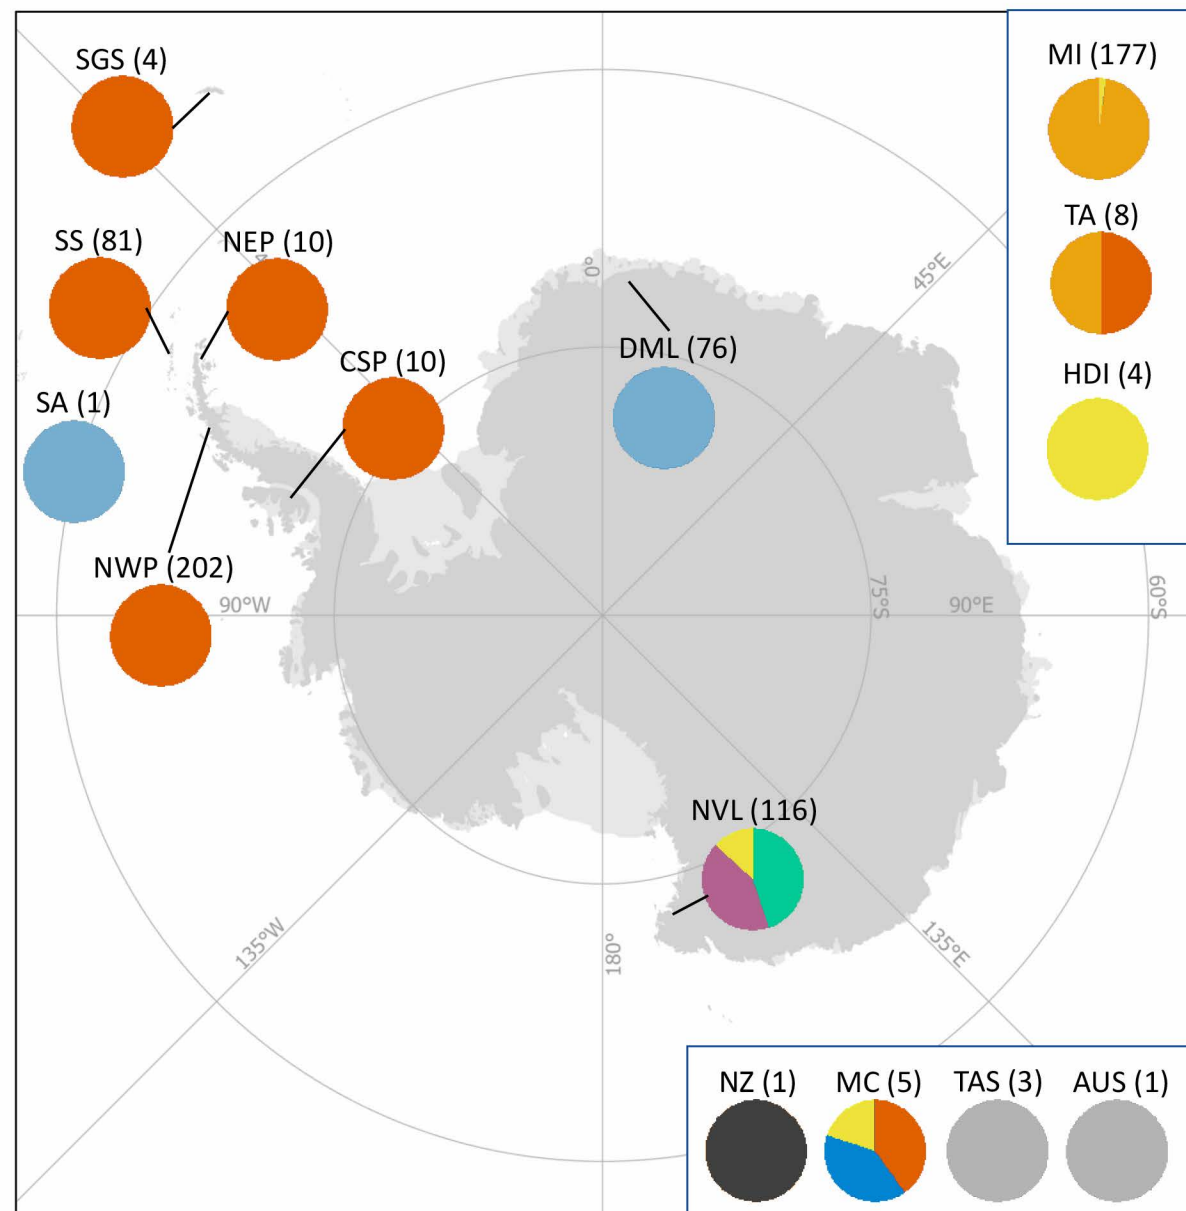 SGS (4)
MI (177)
TA (8)
HDI (4)
SS (81)
NEP (10)
4
0°
45°E
CSP (10)
DML (76)
SA (1)
NWP (202)
90°W
75°S
90°E
60°S
NVL (116)
135°W
180°
135°E
NZ (1)
MC (5)
TAS (3)
AUS (1)